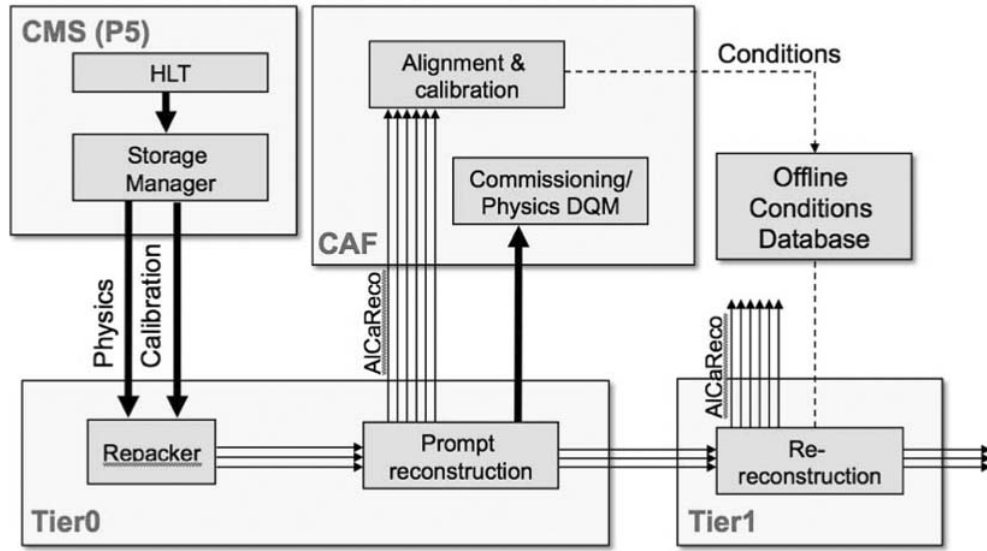 CMS (P5)
HLT
Storage
Manager
Physics
Calibration
Alignment &
calibration
Commissioning/
Physics DQM
CAF
Conditions
Offline
Conditions
Database
AlCaReco
AlCaReco
Repacker
Prompt
reconstruction
Tier0
Re-
reconstruction
Tier1